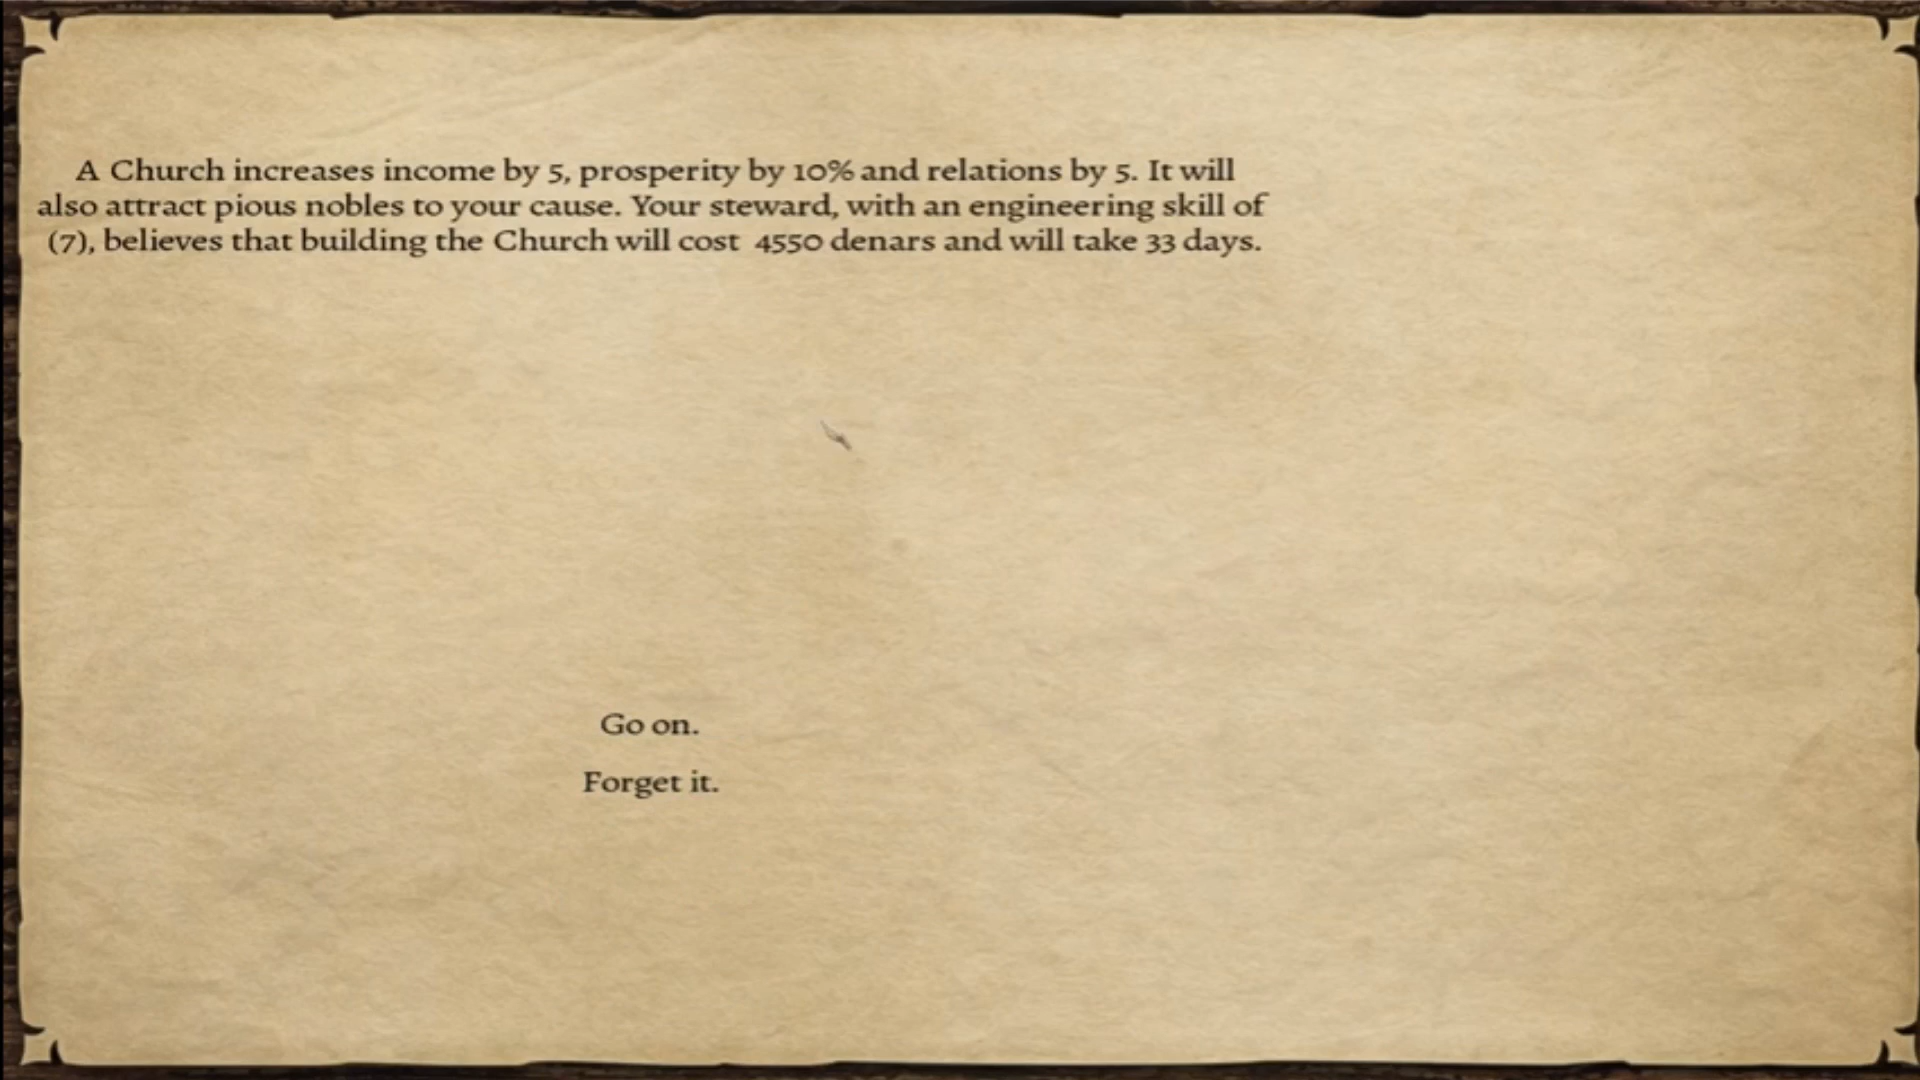 A Church increases income by 5, prosperity by 10% and relations by 5. It will
also attract pious nobles to your cause. Your steward, with an engineering skill of
(7), believes that building the Church will cost  4550 denars and will take 33 days.
Go on.
Forget it.